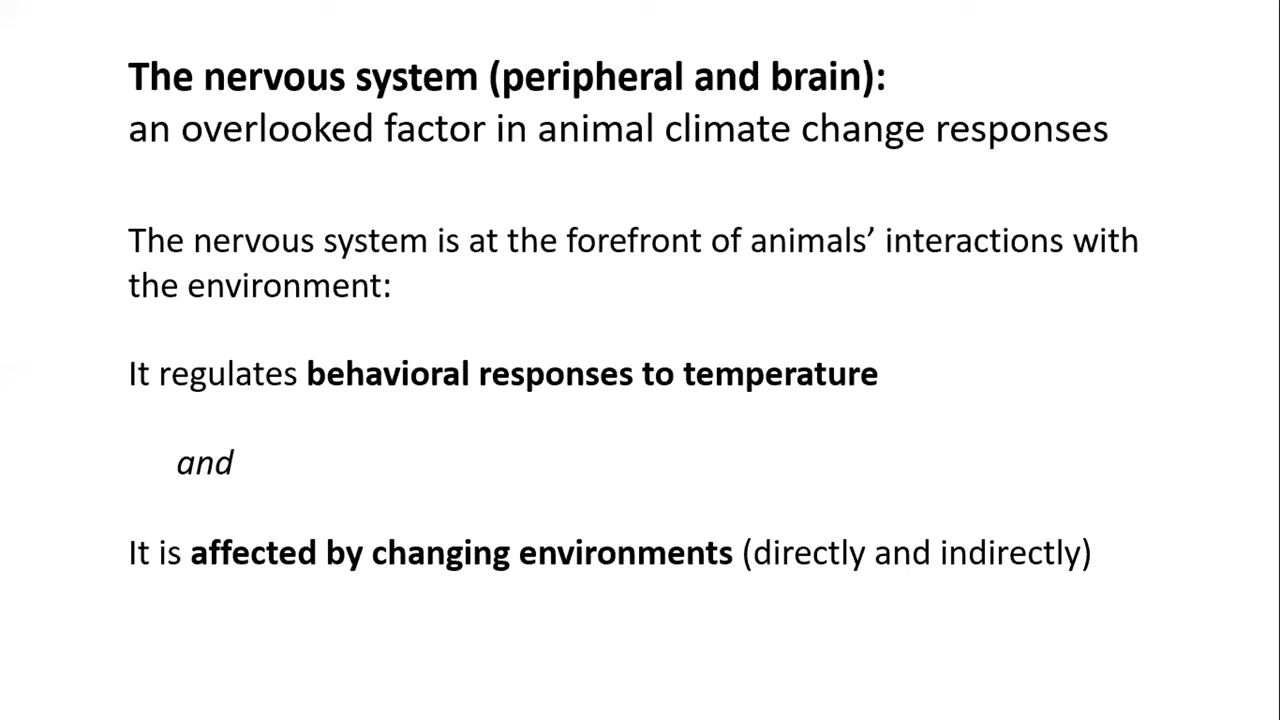 The nervous system (peripheral and brain):
an overlooked factor in animal climate change responses
The nervous system is at the forefront of animals’ interactions with
the environment:
It regulates behavioral responses to temperature
and
It is affected by changing environments (directly and indirectly)